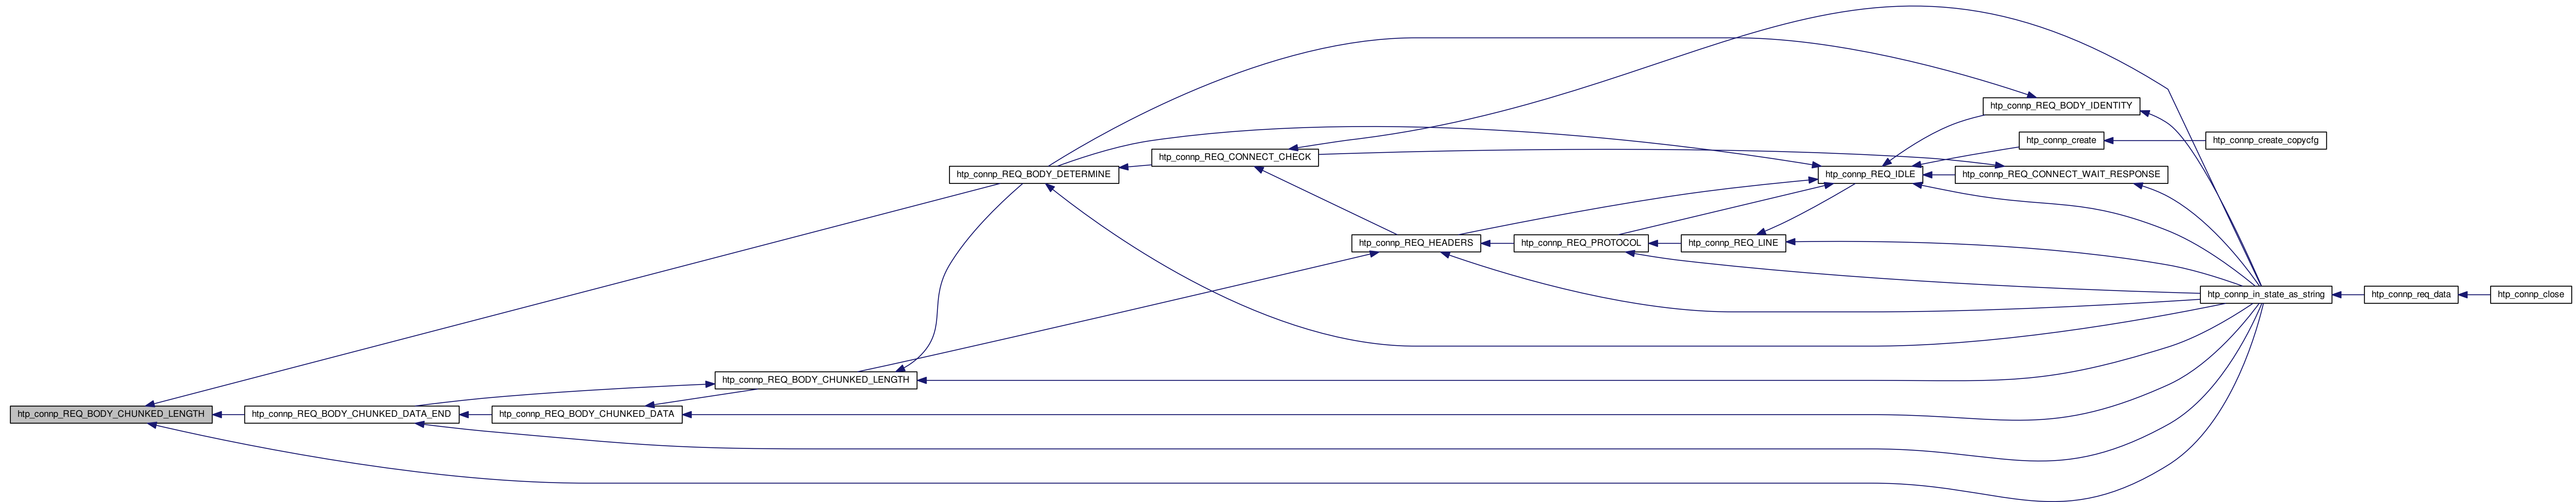 htp_connp_REQ_BODY_IDENTITY
htp_connp_create
htp_connp_create_copycfg
htp_connp_REQ_CONNECT_CHECK
htp_connp_REQ_BODY_DETERMINE
htp_connp_REQ_IDLE
htp_connp_REQ_CONNECT_WAIT_RESPONSE
htp_connp_REQ_HEADERS
htp_connp_REQ_PROTOCOL
htp_connp_REQ_LINE
htp_connp_in_state_as_string
htp_connp_req_data
htp_connp_close
htp_connp_REQ_BODY_CHUNKED_LENGTH
htp_connp_REQ_BODY_CHUNKED_LENGTH
htp_connp_REQ_BODY_CHUNKED_DATA_END
htp_connp_REQ_BODY_CHUNKED_DATA